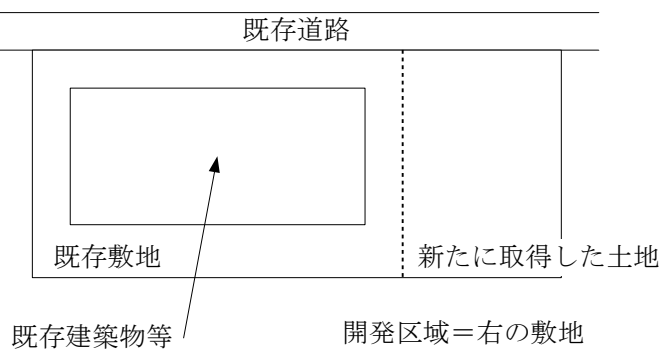 既存道路
既存敷地
新たに取得した土地
既存建築物等
開発区域＝右の敷地